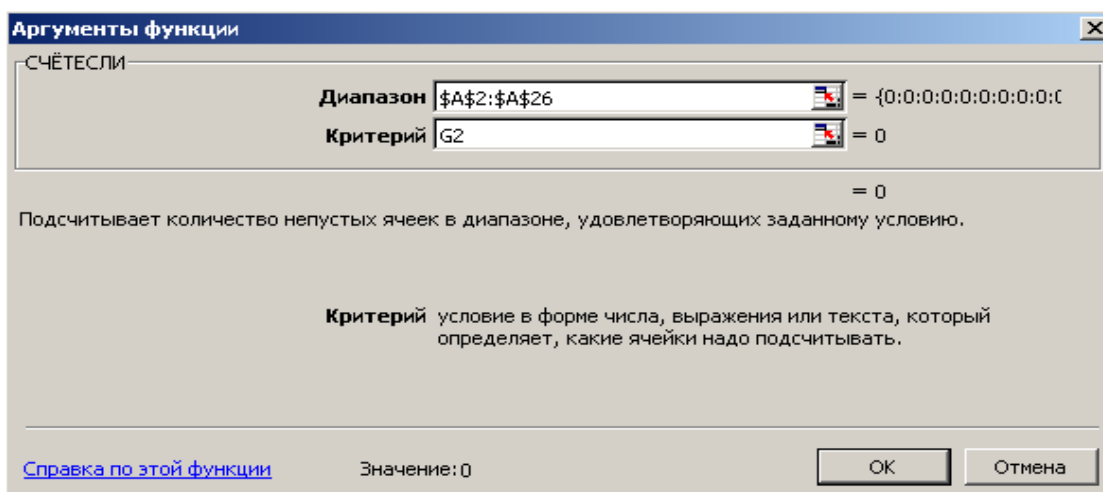 Аргументы функции
СЧЁТЕСЛИ
Диапазон $A$2:$A$26 = {0:0:0:0:0:0:0:0:0:0:(
Критерий G2 = 0
= 0
Подсчитывает количество непустых ячеек в диапазоне, удовлетворяющих заданному условию.
Критерий условие в форме числа, выражения или текста, который
определяет, какие ячейки надо подсчитывать.
Справка по этой функции Значение:0 ОК Отмена